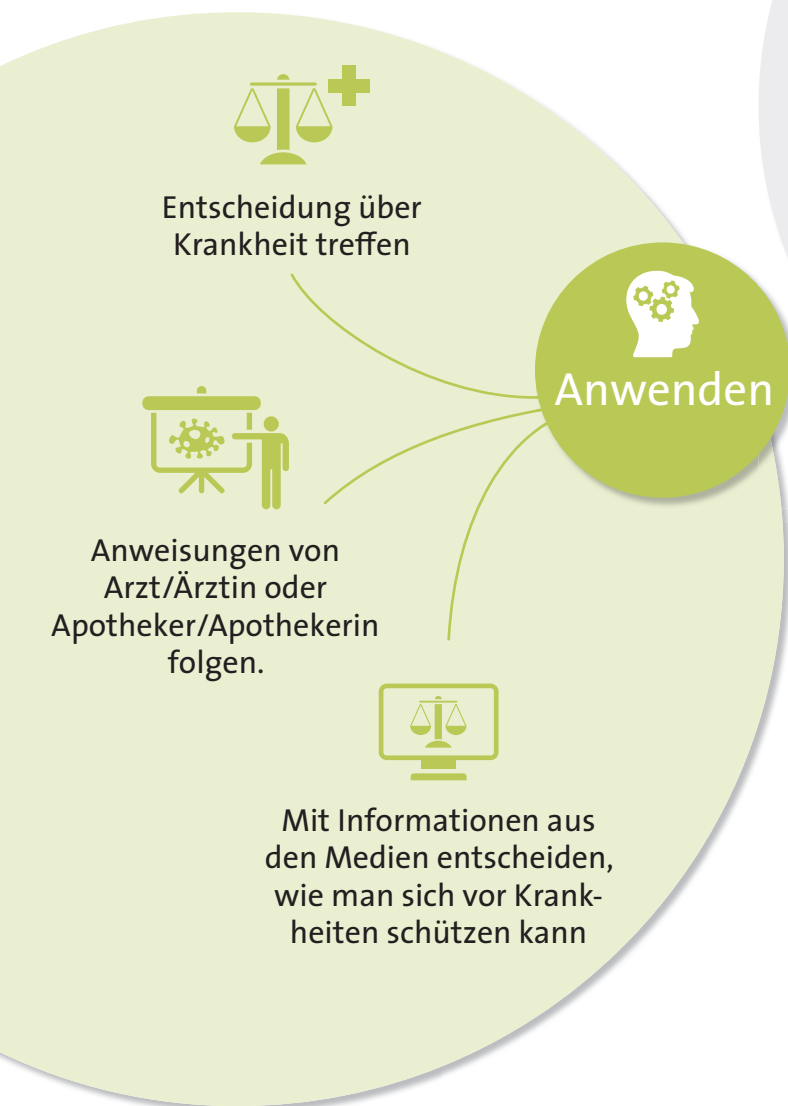 Entscheidung über
Krankheit treffen
Anwenden
Anweisungen von
Arzt/Ärztin oder
Apotheker/Apothekerin
folgen.
Mit Informationen aus
den Medien entscheiden,
wie man sich vor Krank-
heiten schützen kann